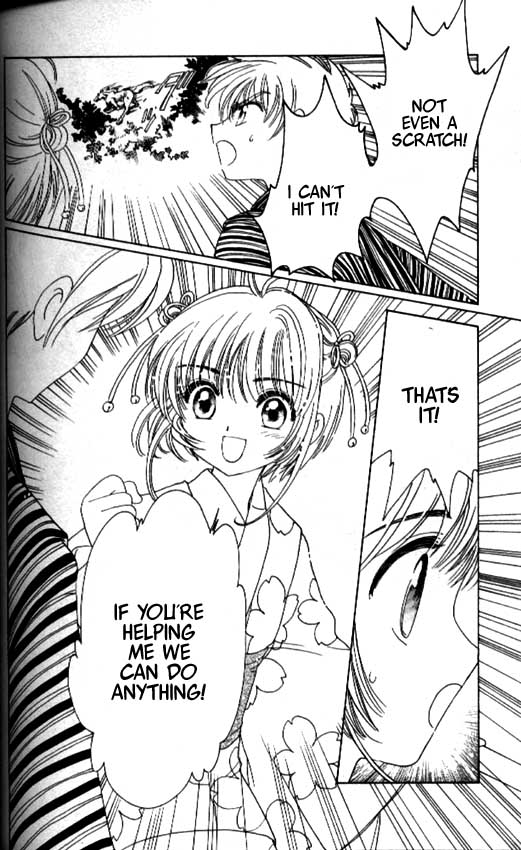 NOT
EVEN A
SCRATCH!
I CAN'T
HIT IT!
THATS
IT!
IF YOU'RE
HELPING
ME WE
CAN DO
ANYTHING!